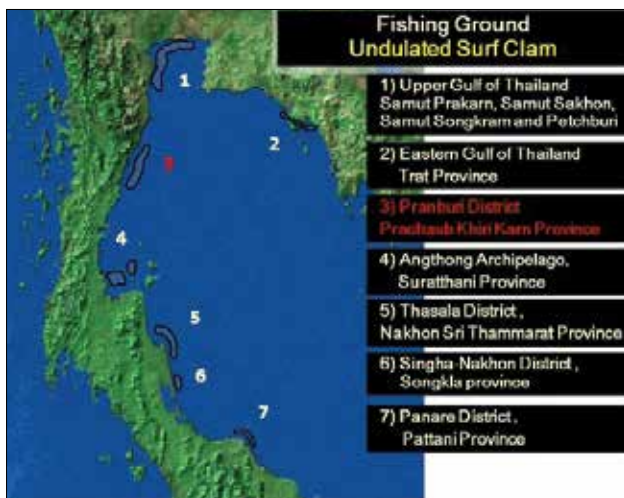 Fishing Ground
Undulated Surf Clam
1) Upper Gulf of Thailand
Samut Prakarn, Samut Sakhon,
Samut Songkram and Petchburi
2) Eastern Gulf of Thailand
Trat Province
3) Pranburi District
Prachaub Khiri Karn Province
4) Angthong Archipelago,
Suratthani Province
5) Thasala District ,
Nakhon Sri Thammarat Province
6) Singha-Nakhon District ,
Songkla province
7) Panare District ,
Pattani Province
1
2
3
4
5
6
7